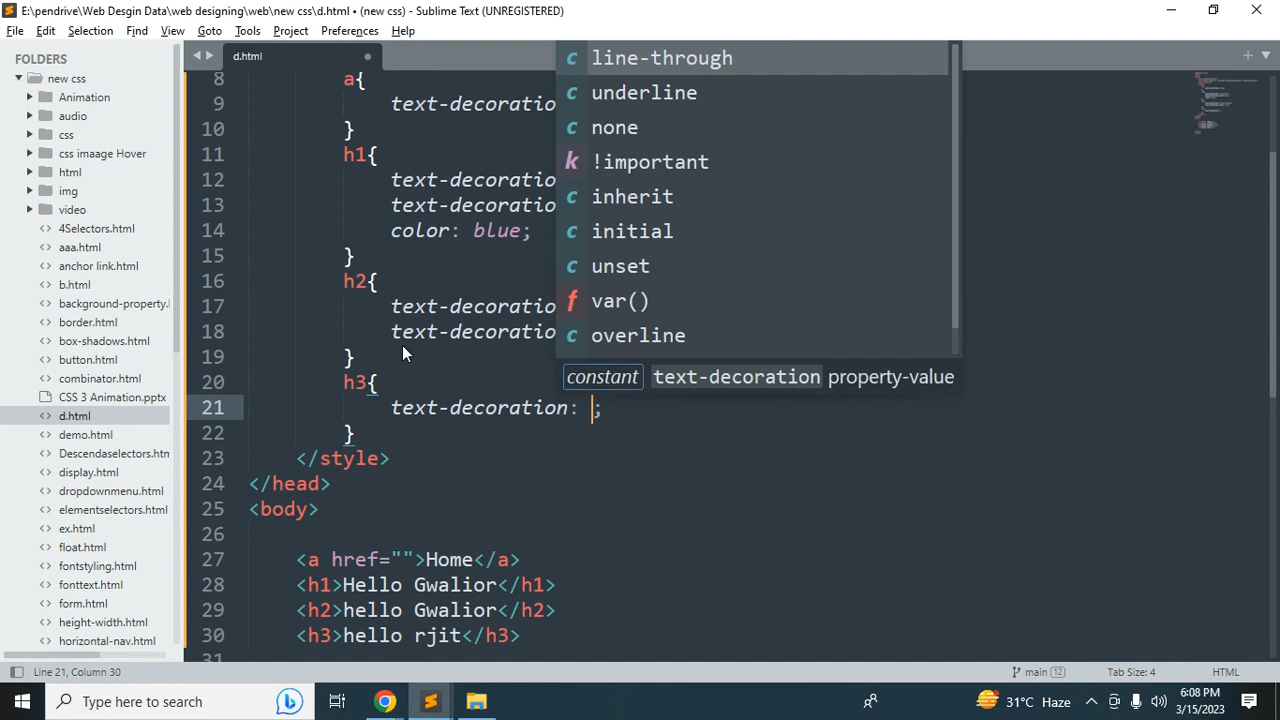 E:\pendrive\Web Desgin Data\web designing\web\new css\d.html • (new css) - Sublime Text (UNREGISTERED)
File Edit Selection Find View Goto Tools Project Preferences Help
FOLDERS
new css
Animation
audio
css
css imaage Hover
html
img
video
4Selectors.html
aaa.html
anchor link.html
b.html
background-property.l
border.html
box-shadows.html
button.html
combinator.html
CSS 3 Animation.pptx
d.html
demo.html
Descendaselectors.htm
display.html
dropdownmenu.html
elementselectors.html
ex.html
float.html
fontstyling.html
fonttext.html
form.html
height-width.html
horizontal-nav.html
d.html
8 a{
9 text-decoratio
10 }
11 h1{
12 text-decoratio
13 text-decoratio
14 color: blue;
15 }
16 h2{
17 text-decoratio
18 text-decoratio
19 }
20 h3{
21 text-decoration: ;
22 }
23 </style>
24 </head>
25 <body>
26
27 <a href="">Home</a>
28 <h1>Hello Gwalior</h1>
29 <h2>hello Gwalior</h2>
30 <h3>hello rjit</h3>
31
c line-through
c underline
c none
k !important
c inherit
c initial
c unset
f var()
c overline
constant text-decoration property-value
Line 21, Column 30 main 12 Tab Size: 4 HTML
Type here to search 31°C Haze 6:08 PM
3/15/2023